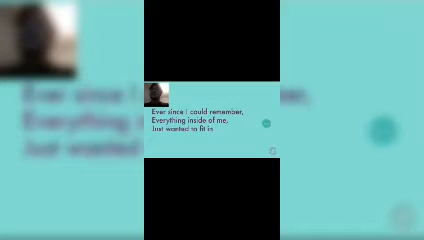 Ever since I could remember,
Everything inside of me,
Just wanted to fit in